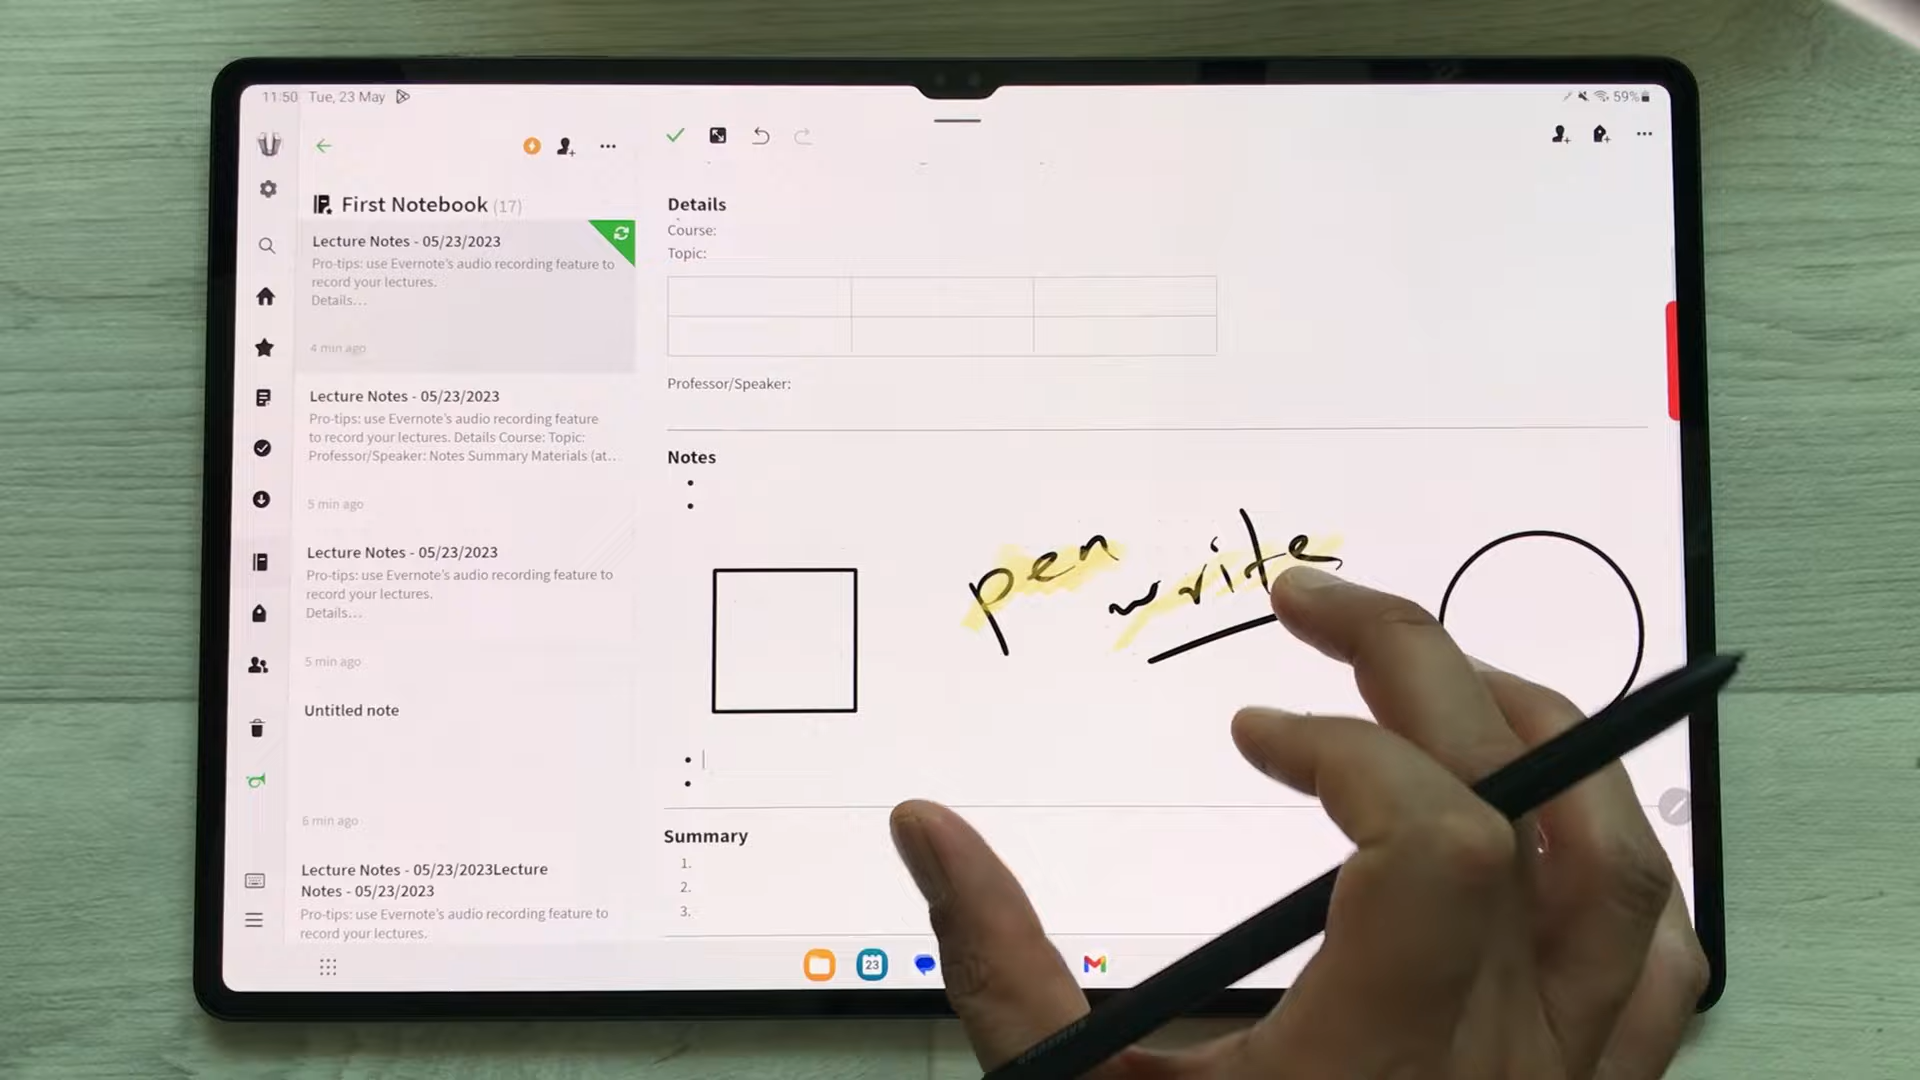 11:50 Tue, 23 May
59%
First Notebook (17)
Lecture Notes - 05/23/2023
Pro-tips: use Evernote's audio recording feature to
record your lectures.
Details...
4 min ago
Lecture Notes - 05/23/2023
Pro-tips: use Evernote's audio recording feature
to record your lectures. Details Course: Topic:
Professor/Speaker: Notes Summary Materials (at...
5 min ago
Lecture Notes - 05/23/2023
Pro-tips: use Evernote's audio recording feature to
record your lectures.
Details...
5 min ago
Untitled note
6 min ago
Lecture Notes - 05/23/2023Lecture
Notes - 05/23/2023
Pro-tips: use Evernote's audio recording feature to
record your lectures.
Details
Course:
Topic:
Professor/Speaker:
Notes
pen
write
Summary
1.
2.
3.
23
SAMSUNG